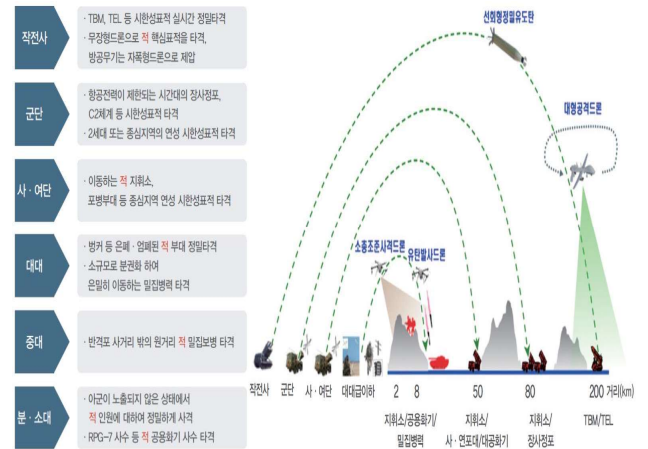 작전사
· TBM, TEL 등 시한성표적 실시간 정밀타격
· 무장형드론으로 적 핵심표적을 타격,
방공무기는 자폭형드론으로 제압
군단
· 항공전력이 제한되는 시간대의 장사정포,
C2체계 등 시한성표적 타격
· 2세대 또는 종심지역의 연성 시한성표적 타격
사 · 여단
· 이동하는 적 지휘소,
포병부대 등 종심지역 연성 시한성표적 타격
대대
· 벙커 등 은폐 · 엄폐된 적 부대 정밀타격
· 소규모로 분권화 하여
은밀히 이동하는 밀집병력 타격
중대
· 반격포 사거리 밖의 원거리 적 밀집보병 타격
분 · 소대
· 아군이 노출되지 않은 상태에서
적 인원에 대하여 정밀하게 사격
· RPG-7 사수 등 적 공용화기 사수 타격
선회형정밀유도탄
대형공격드론
소총조준사격드론
유탄발사드론
작전사 군단 사 · 여단 대대급이하 2 8 50 80 200 거리(km)
지휘소/공용화기/
밀집병력
지휘소/
사 · 연포대/대공화기
지휘소/
장사정포
TBM/TEL